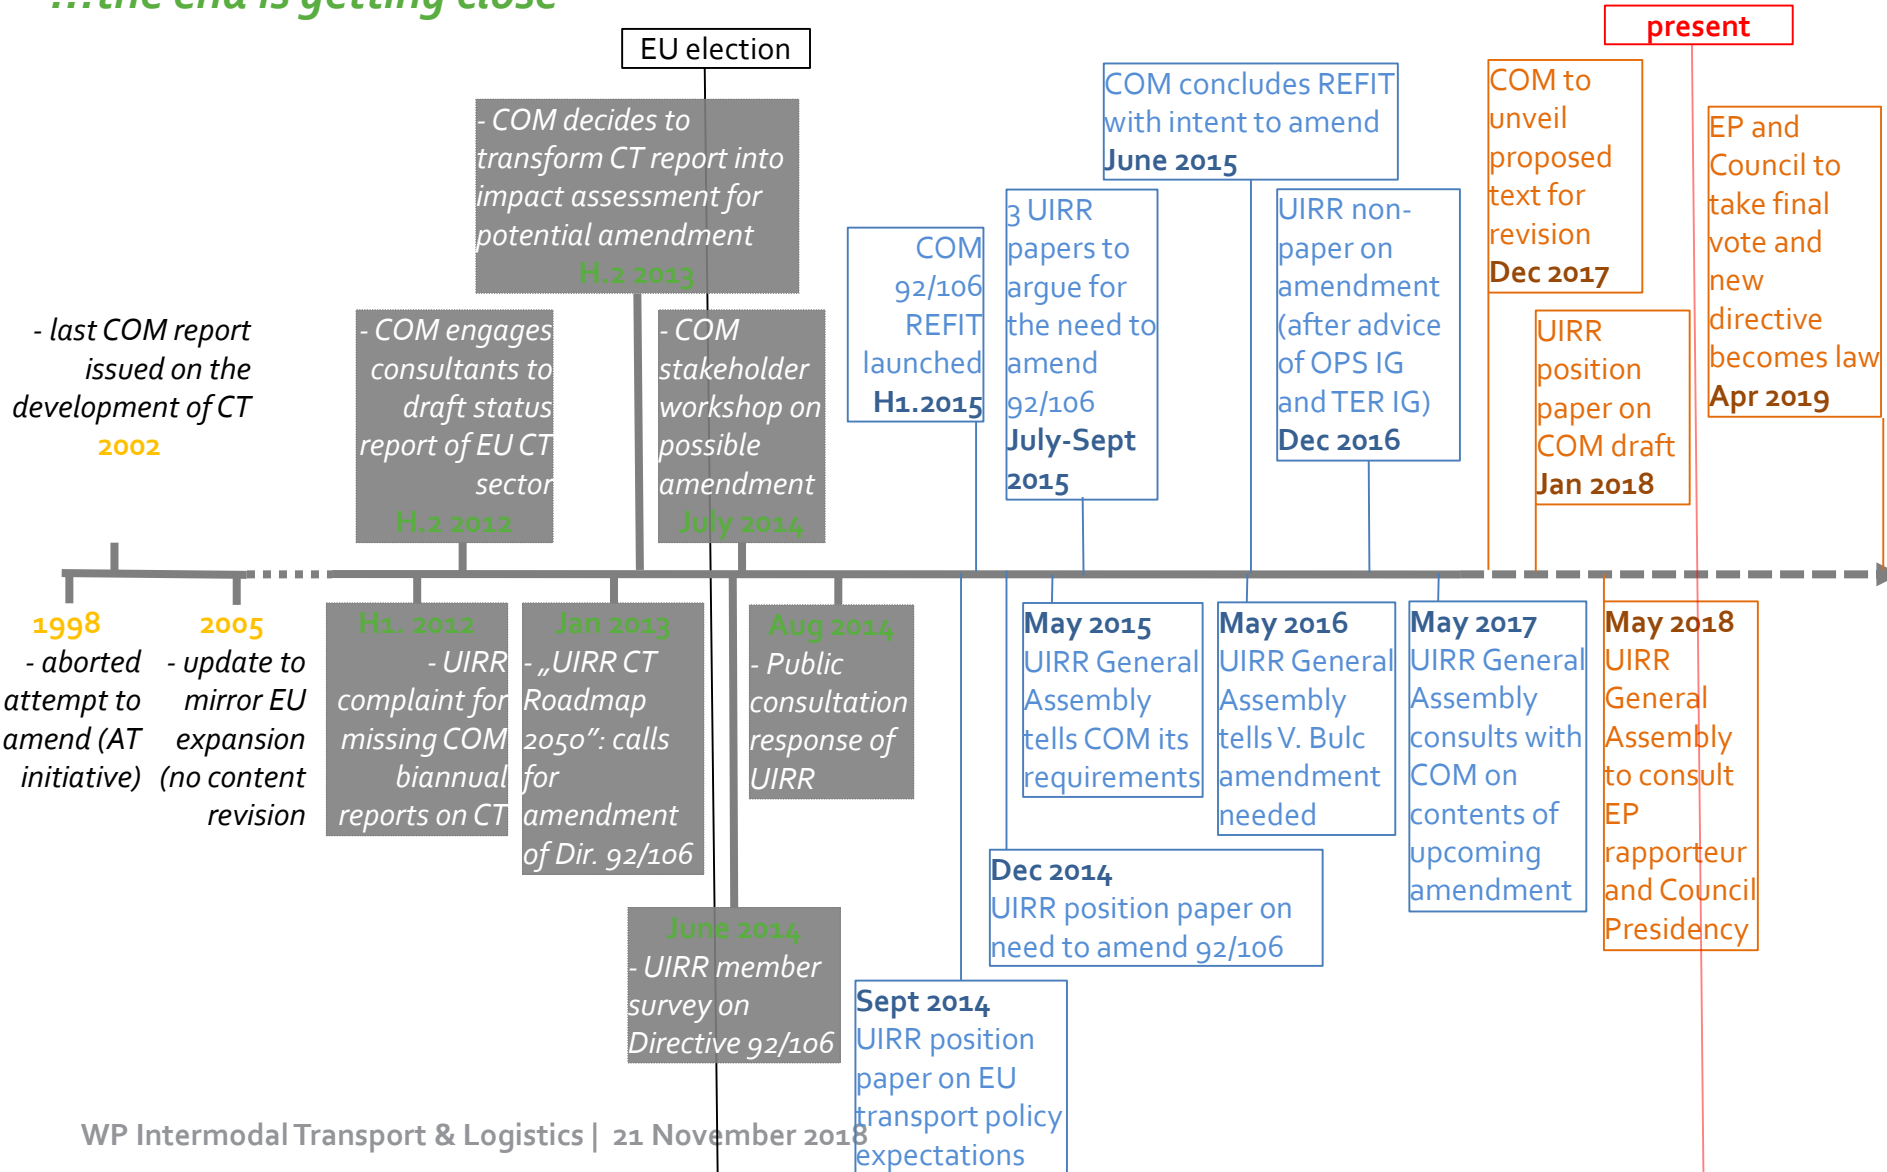 ...the end is getting close
EU election
present
- COM decides to
transform CT report into
impact assessment for
potential amendment
H.2 2013
COM concludes REFIT
with intent to amend
June 2015
COM to
unveil
proposed
text for
revision
Dec 2017
EP and
Council to
take final
vote and
new
directive
becomes law
Apr 2019
- last COM report
issued on the
development of CT
2002
- COM engages
consultants to
draft status
report of EU CT
sector
H.2 2012
- COM
stakeholder
workshop on
possible
amendment
July 2014
COM
92/106
REFIT
launched
H1.2015
3 UIRR
papers to
argue for
the need to
amend
92/106
July-Sept
2015
UIRR non-
paper on
amendment
(after advice
of OPS IG
and TER IG)
Dec 2016
UIRR
position
paper on
COM draft
Jan 2018
1998
- aborted
attempt to
amend (AT
initiative)
2005
- update to
mirror EU
expansion
(no content
revision
H1. 2012
- UIRR
complaint for
missing COM
biannual
reports on CT
Jan 2013
- „UIRR CT
Roadmap
2050”: calls
for
amendment
of Dir. 92/106
Aug 2014
- Public
consultation
response of
UIRR
May 2015
UIRR General
Assembly
tells COM its
requirements
May 2016
UIRR General
Assembly
tells V. Bulc
amendment
needed
May 2017
UIRR General
Assembly
consults with
COM on
contents of
upcoming
amendment
May 2018
UIRR
General
Assembly
to consult
EP
rapporteur
and Council
Presidency
June 2014
- UIRR member
survey on
Directive 92/106
Dec 2014
UIRR position paper on
need to amend 92/106
Sept 2014
UIRR position
paper on EU
transport policy
expectations
WP Intermodal Transport & Logistics | 21 November 2018